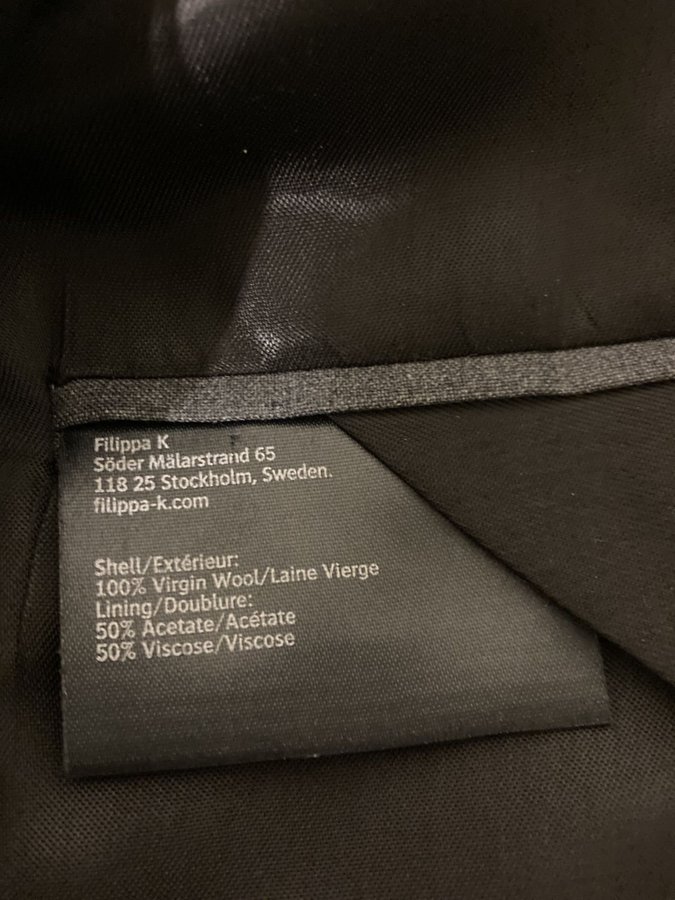 Filippa K
Söder Mälarstrand 65
118 25 Stockholm, Sweden.
filippa-k.com
Shell/Extérieur:
100% Virgin Wool/Laine Vierge
Lining/Doublure:
50% Acetate/Acétate
50% Viscose/Viscose